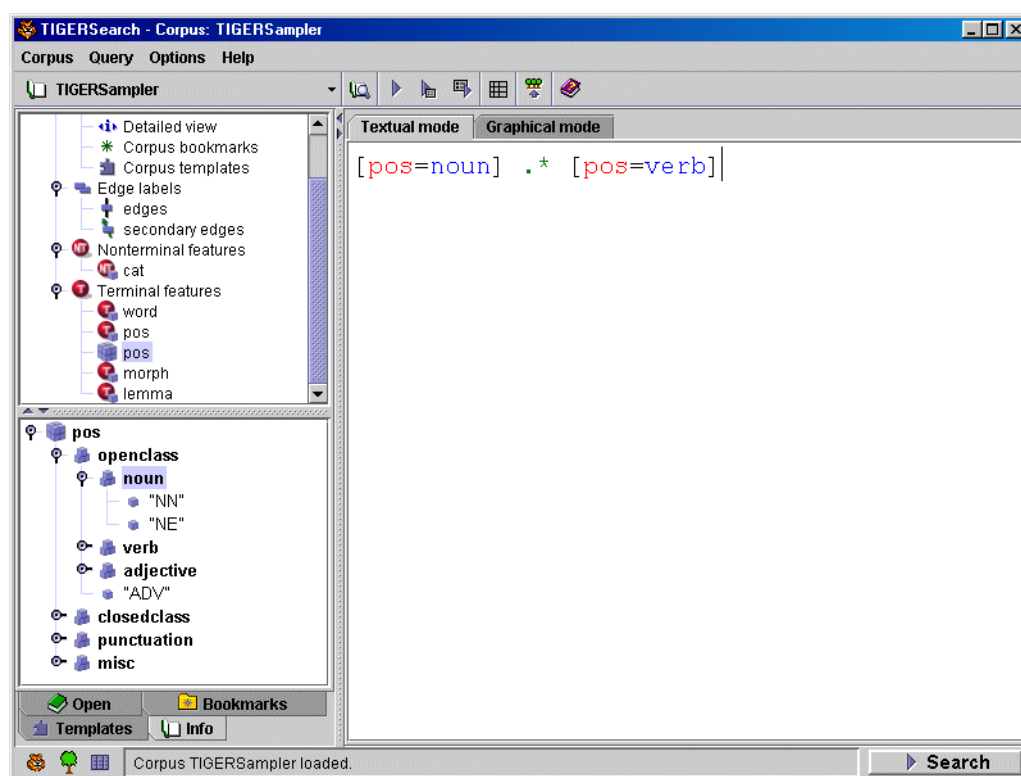 TIGERSearch - Corpus: TIGERSampler
Corpus Query Options Help
TIGERSampler
Detailed view
Corpus bookmarks
Corpus templates
Edge labels
edges
secondary edges
NT Nonterminal features
NT cat
T Terminal features
T word
T pos
pos
T morph
T lemma
pos
openclass
noun
"NN"
"NE"
verb
adjective
"ADV"
closedclass
punctuation
misc
Open Bookmarks
Templates Info
Textual mode Graphical mode
[pos=noun] .* [pos=verb]
Corpus TIGERSampler loaded.
Search